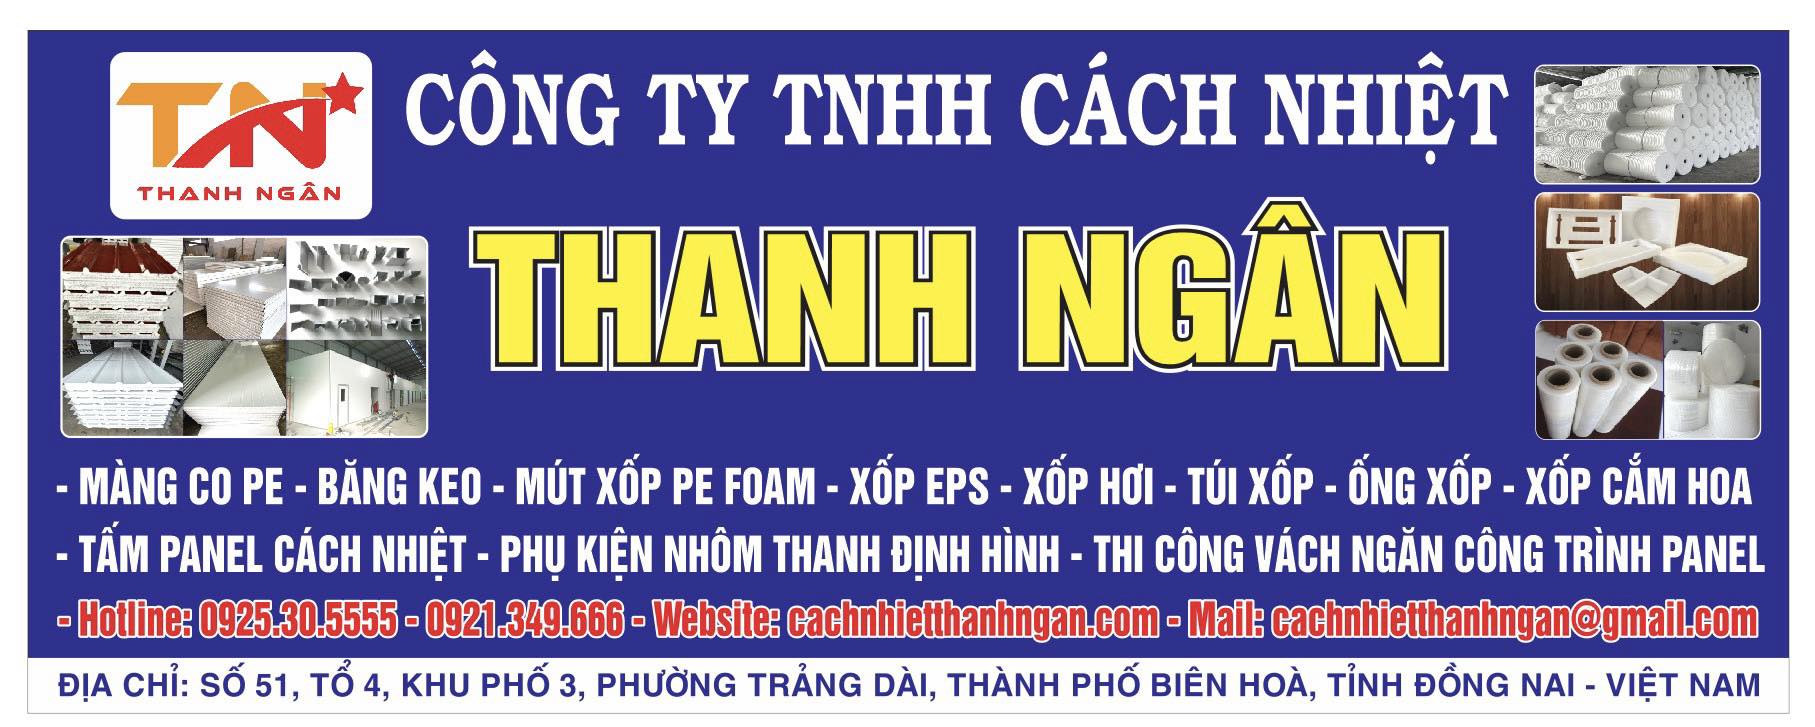 TN
THANH NGÂN
CÔNG TY TNHH CÁCH NHIỆT
THANH NGÂN
- MÀNG CO PE - BĂNG KEO - MÚT XỐP PE FOAM - XỐP EPS - XỐP HƠI - TÚI XỐP - ỐNG XỐP - XỐP CẮM HOA
- TẤM PANEL CÁCH NHIỆT - PHỤ KIỆN NHÔM THANH ĐỊNH HÌNH - THI CÔNG VÁCH NGĂN CÔNG TRÌNH PANEL
- Hotline: 0925.30.5555 - 0921.349.666 - Website: cachnhietthanhngan.com - Mail: cachnhietthanhngan@gmail.com
ĐỊA CHỈ: SỐ 51, TỔ 4, KHU PHỐ 3, PHƯỜNG TRẢNG DÀI, THÀNH PHỐ BIÊN HOÀ, TỈNH ĐỒNG NAI - VIỆT NAM